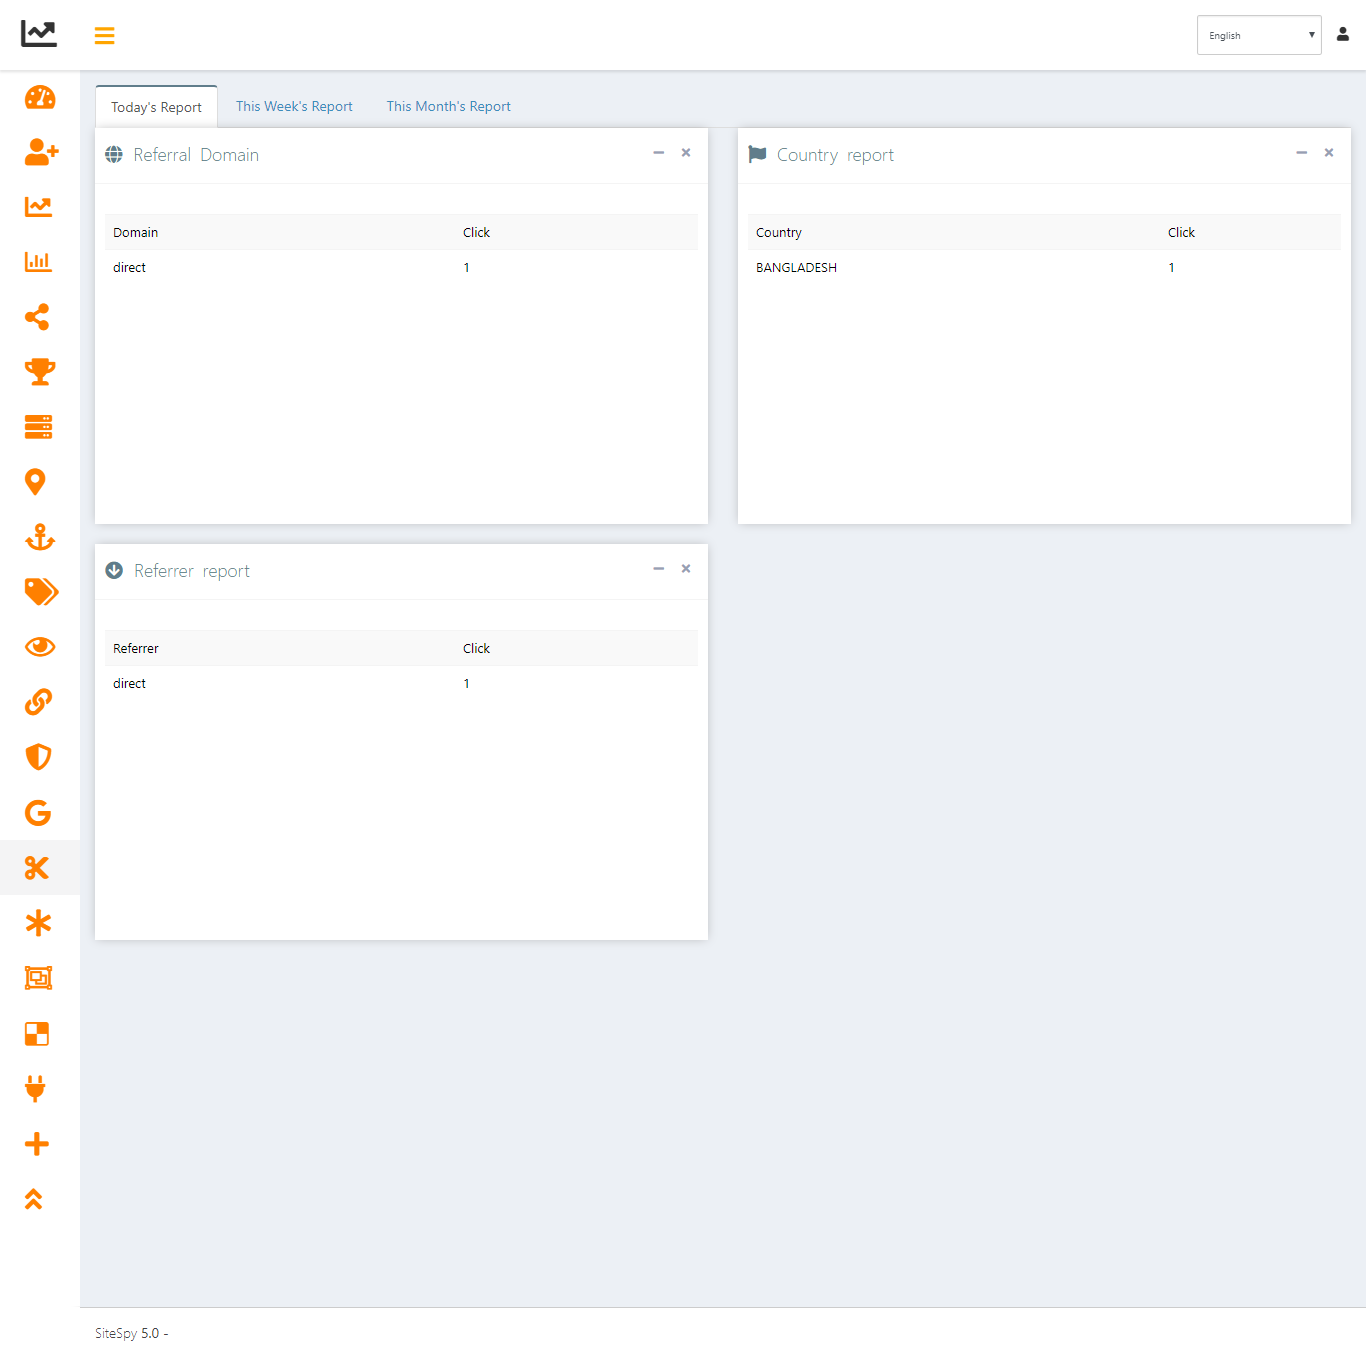 English
Today's Report
This Week's Report
This Month's Report
Referral Domain
Domain Click
direct 1
Country report
Country Click
BANGLADESH 1
Referrer report
Referrer Click
direct 1
SiteSpy 5.0 -